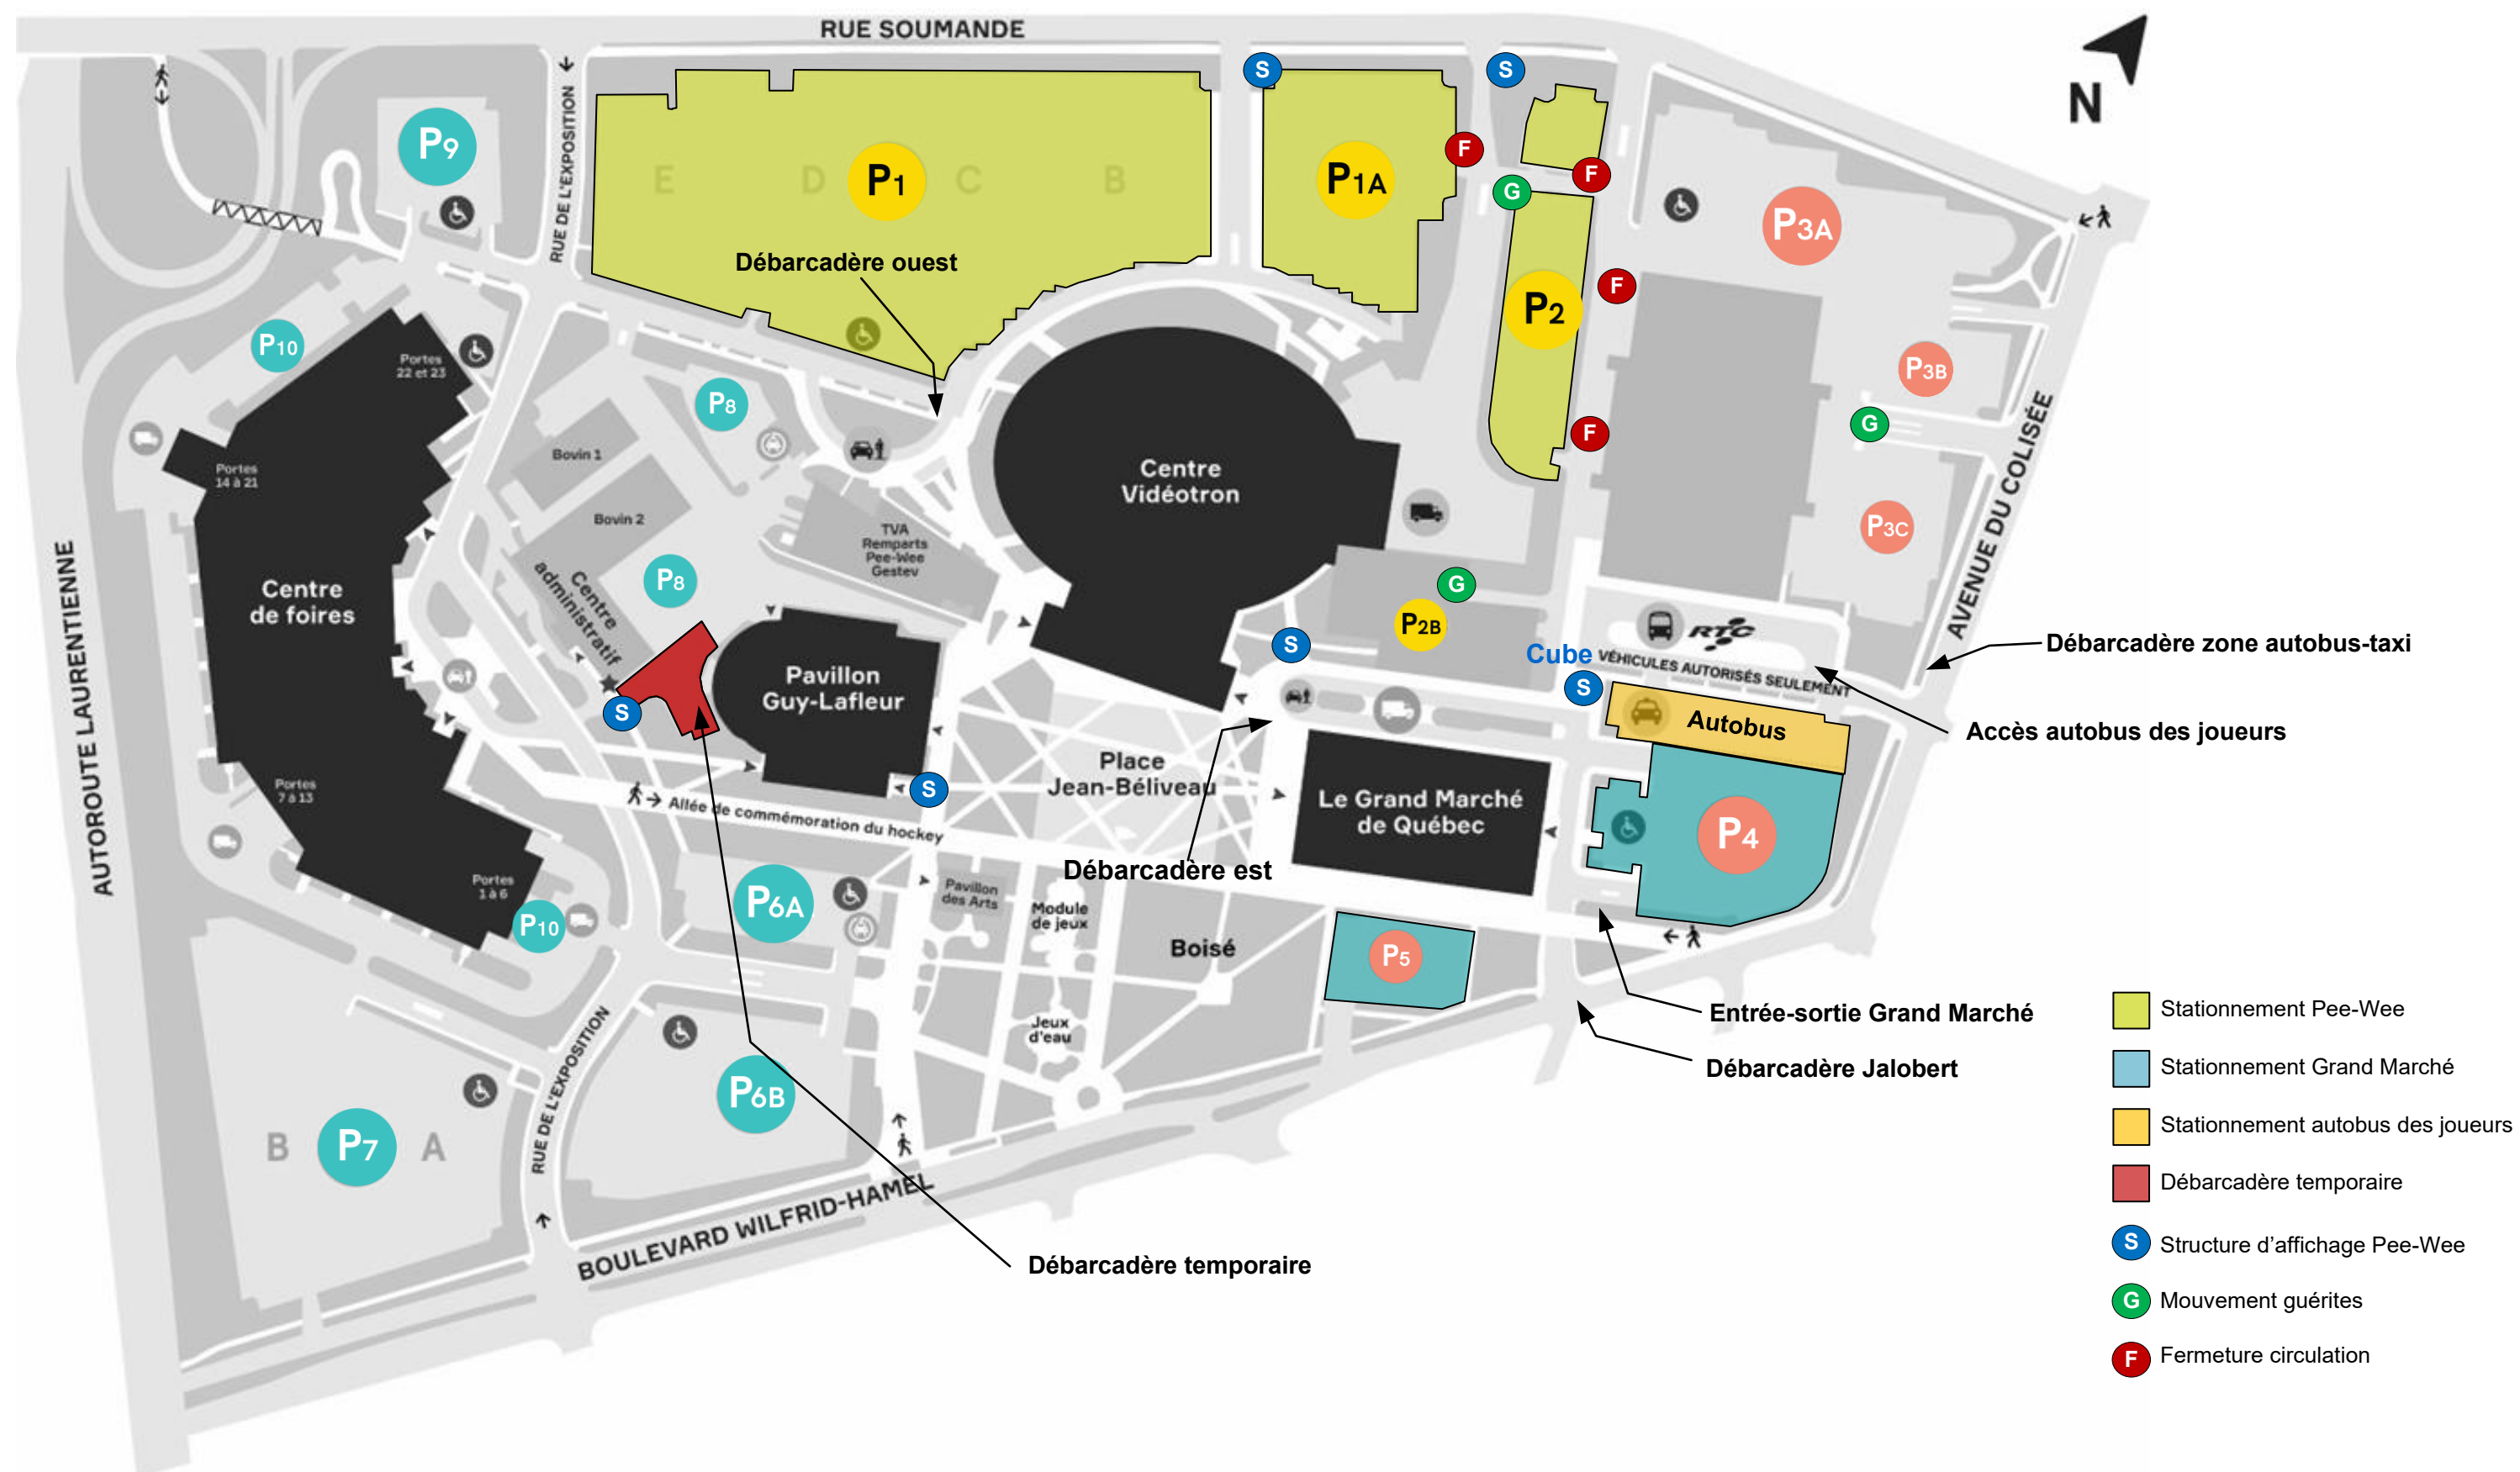 RUE SOUMANDE
N
S
S
P9
RUE DE L'EXPOSITION
E
D
P1
C
B
P1A
F
F
G
P3A
Débarcadère ouest
F
P2
P10
Portes
22 et 23
P8
P3B
G
F
Bovin 1
Portes
14 à 21
Centre
Vidéotron
Bovin 2
TVA
Remparts
Pee-Wee
Gestev
P3C
AVENUE DU COLISÉE
AUTOROUTE LAURENTIENNE
Centre
de foires
Centre
administratif
P8
G
P2B
RTC
S
Cube
VÉHICULES AUTORISÉS SEULEMENT
Débarcadère zone autobus-taxi
Pavillon
Guy-Lafleur
S
S
Autobus
Accès autobus des joueurs
Place
Jean-Béliveau
S
Portes
7 à 13
Allée de commémoration du hockey
Le Grand Marché
de Québec
P4
Débarcadère est
Portes
1 à 6
P10
P6A
Pavillon
des Arts
Module
de jeux
Boisé
P5
Entrée-sortie Grand Marché
Jeux
d'eau
Débarcadère Jalobert
RUE DE L'EXPOSITION
P6B
B
P7
A
BOULEVARD WILFRID-HAMEL
Débarcadère temporaire
Stationnement Pee-Wee
Stationnement Grand Marché
Stationnement autobus des joueurs
Débarcadère temporaire
S Structure d'affichage Pee-Wee
G Mouvement guérites
F Fermeture circulation